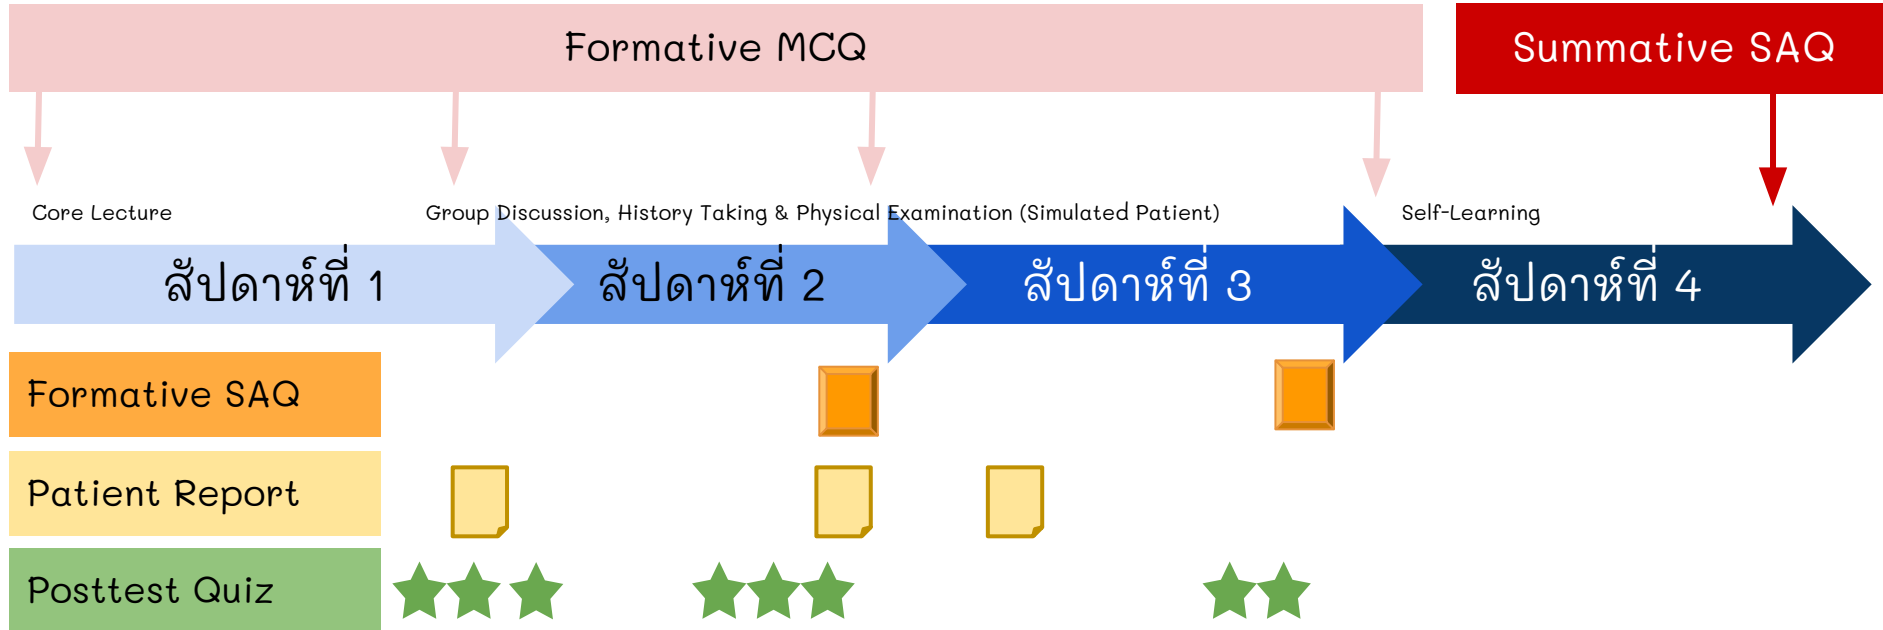 Formative MCQ
Summative SAQ
Core Lecture
Group Discussion, History Taking & Physical Examination (Simulated Patient)
Self-Learning
สัปดาห์ที่ 1
สัปดาห์ที่ 2
สัปดาห์ที่ 3
สัปดาห์ที่ 4
Formative SAQ
Patient Report
Posttest Quiz